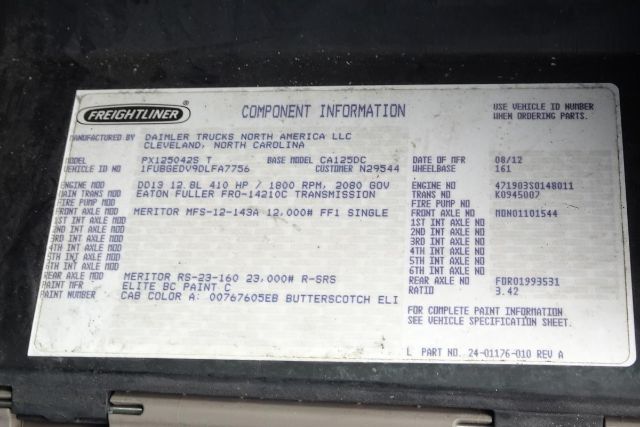 FREIGHTLINER ®
COMPONENT INFORMATION
USE VEHICLE ID NUMBER
WHEN ORDERING PARTS.
MANUFACTURED BY DAIMLER TRUCKS NORTH AMERICA LLC
CLEVELAND, NORTH CAROLINA
MODEL PX125042S T BASE MODEL CA125DC DATE OF MFR 08/12
VEHICLE ID NO 1FUBGEDV9DLFA7756 CUSTOMER N29544 WHEELBASE 161
ENGINE MOD DD13 12.8L 410 HP / 1800 RPM, 2080 GOV ENGINE NO 471903S0148011
MAIN TRANS MOD EATON FULLER FRO-14210C TRANSMISSION TRANS NO K0945007
FIRE PUMP MOD FIRE PUMP NO
FRONT AXLE MOD MERITOR MFS-12-143A 12,000# FF1 SINGLE FRONT AXLE NO MON01101544
1ST INT AXLE MOD 1ST INT AXLE NO
2ND INT AXLE MOD 2ND INT AXLE NO
3RD INT AXLE MOD 3RD INT AXLE NO
4TH INT AXLE MOD 4TH INT AXLE NO
5TH INT AXLE MOD 5TH INT AXLE NO
6TH INT AXLE MOD 6TH INT AXLE NO
REAR AXLE MOD MERITOR RS-23-160 23,000# R-SRS REAR AXLE NO FDR01993531
PAINT MFR ELITE BC PAINT C RATIO 3.42
PAINT NUMBER CAB COLOR A: 00767605EB BUTTERSCOTCH ELI
FOR COMPLETE PAINT INFORMATION
SEE VEHICLE SPECIFICATION SHEET.
L PART NO. 24-01176-010 REV A